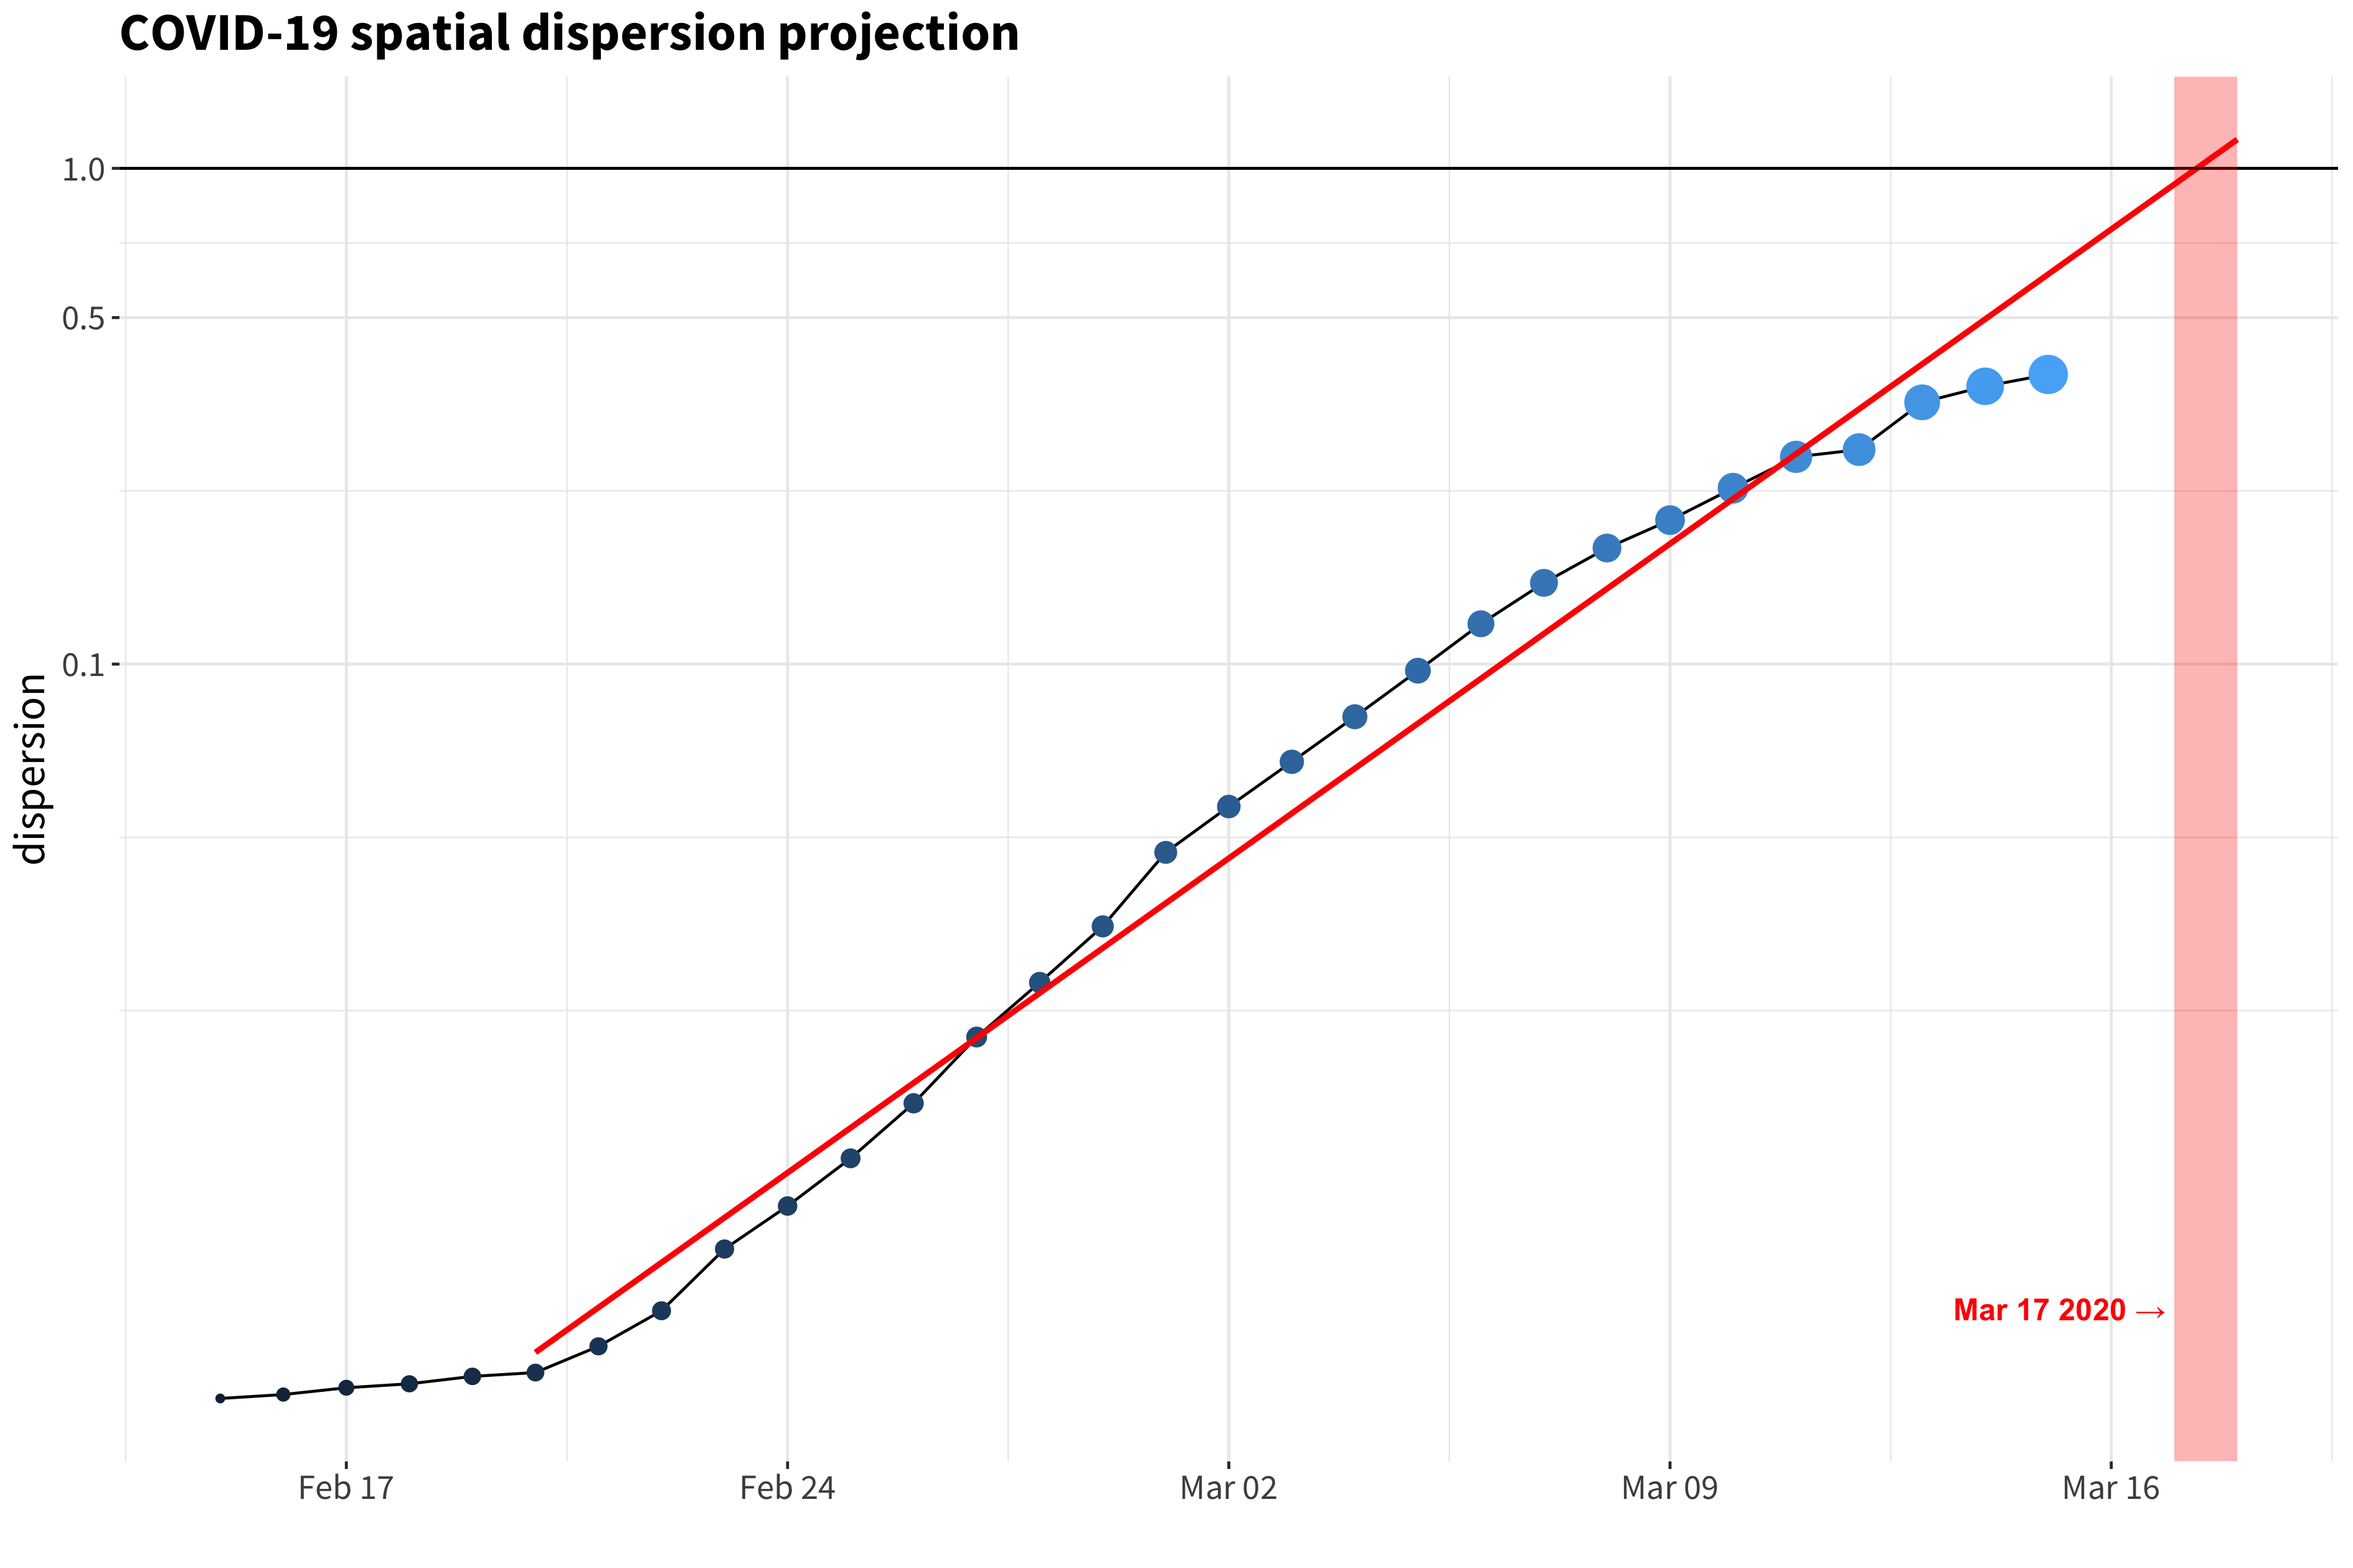 COVID-19 spatial dispersion projection
1.0
0.5
0.1
dispersion
Mar 17 2020 →
Feb 17
Feb 24
Mar 02
Mar 09
Mar 16